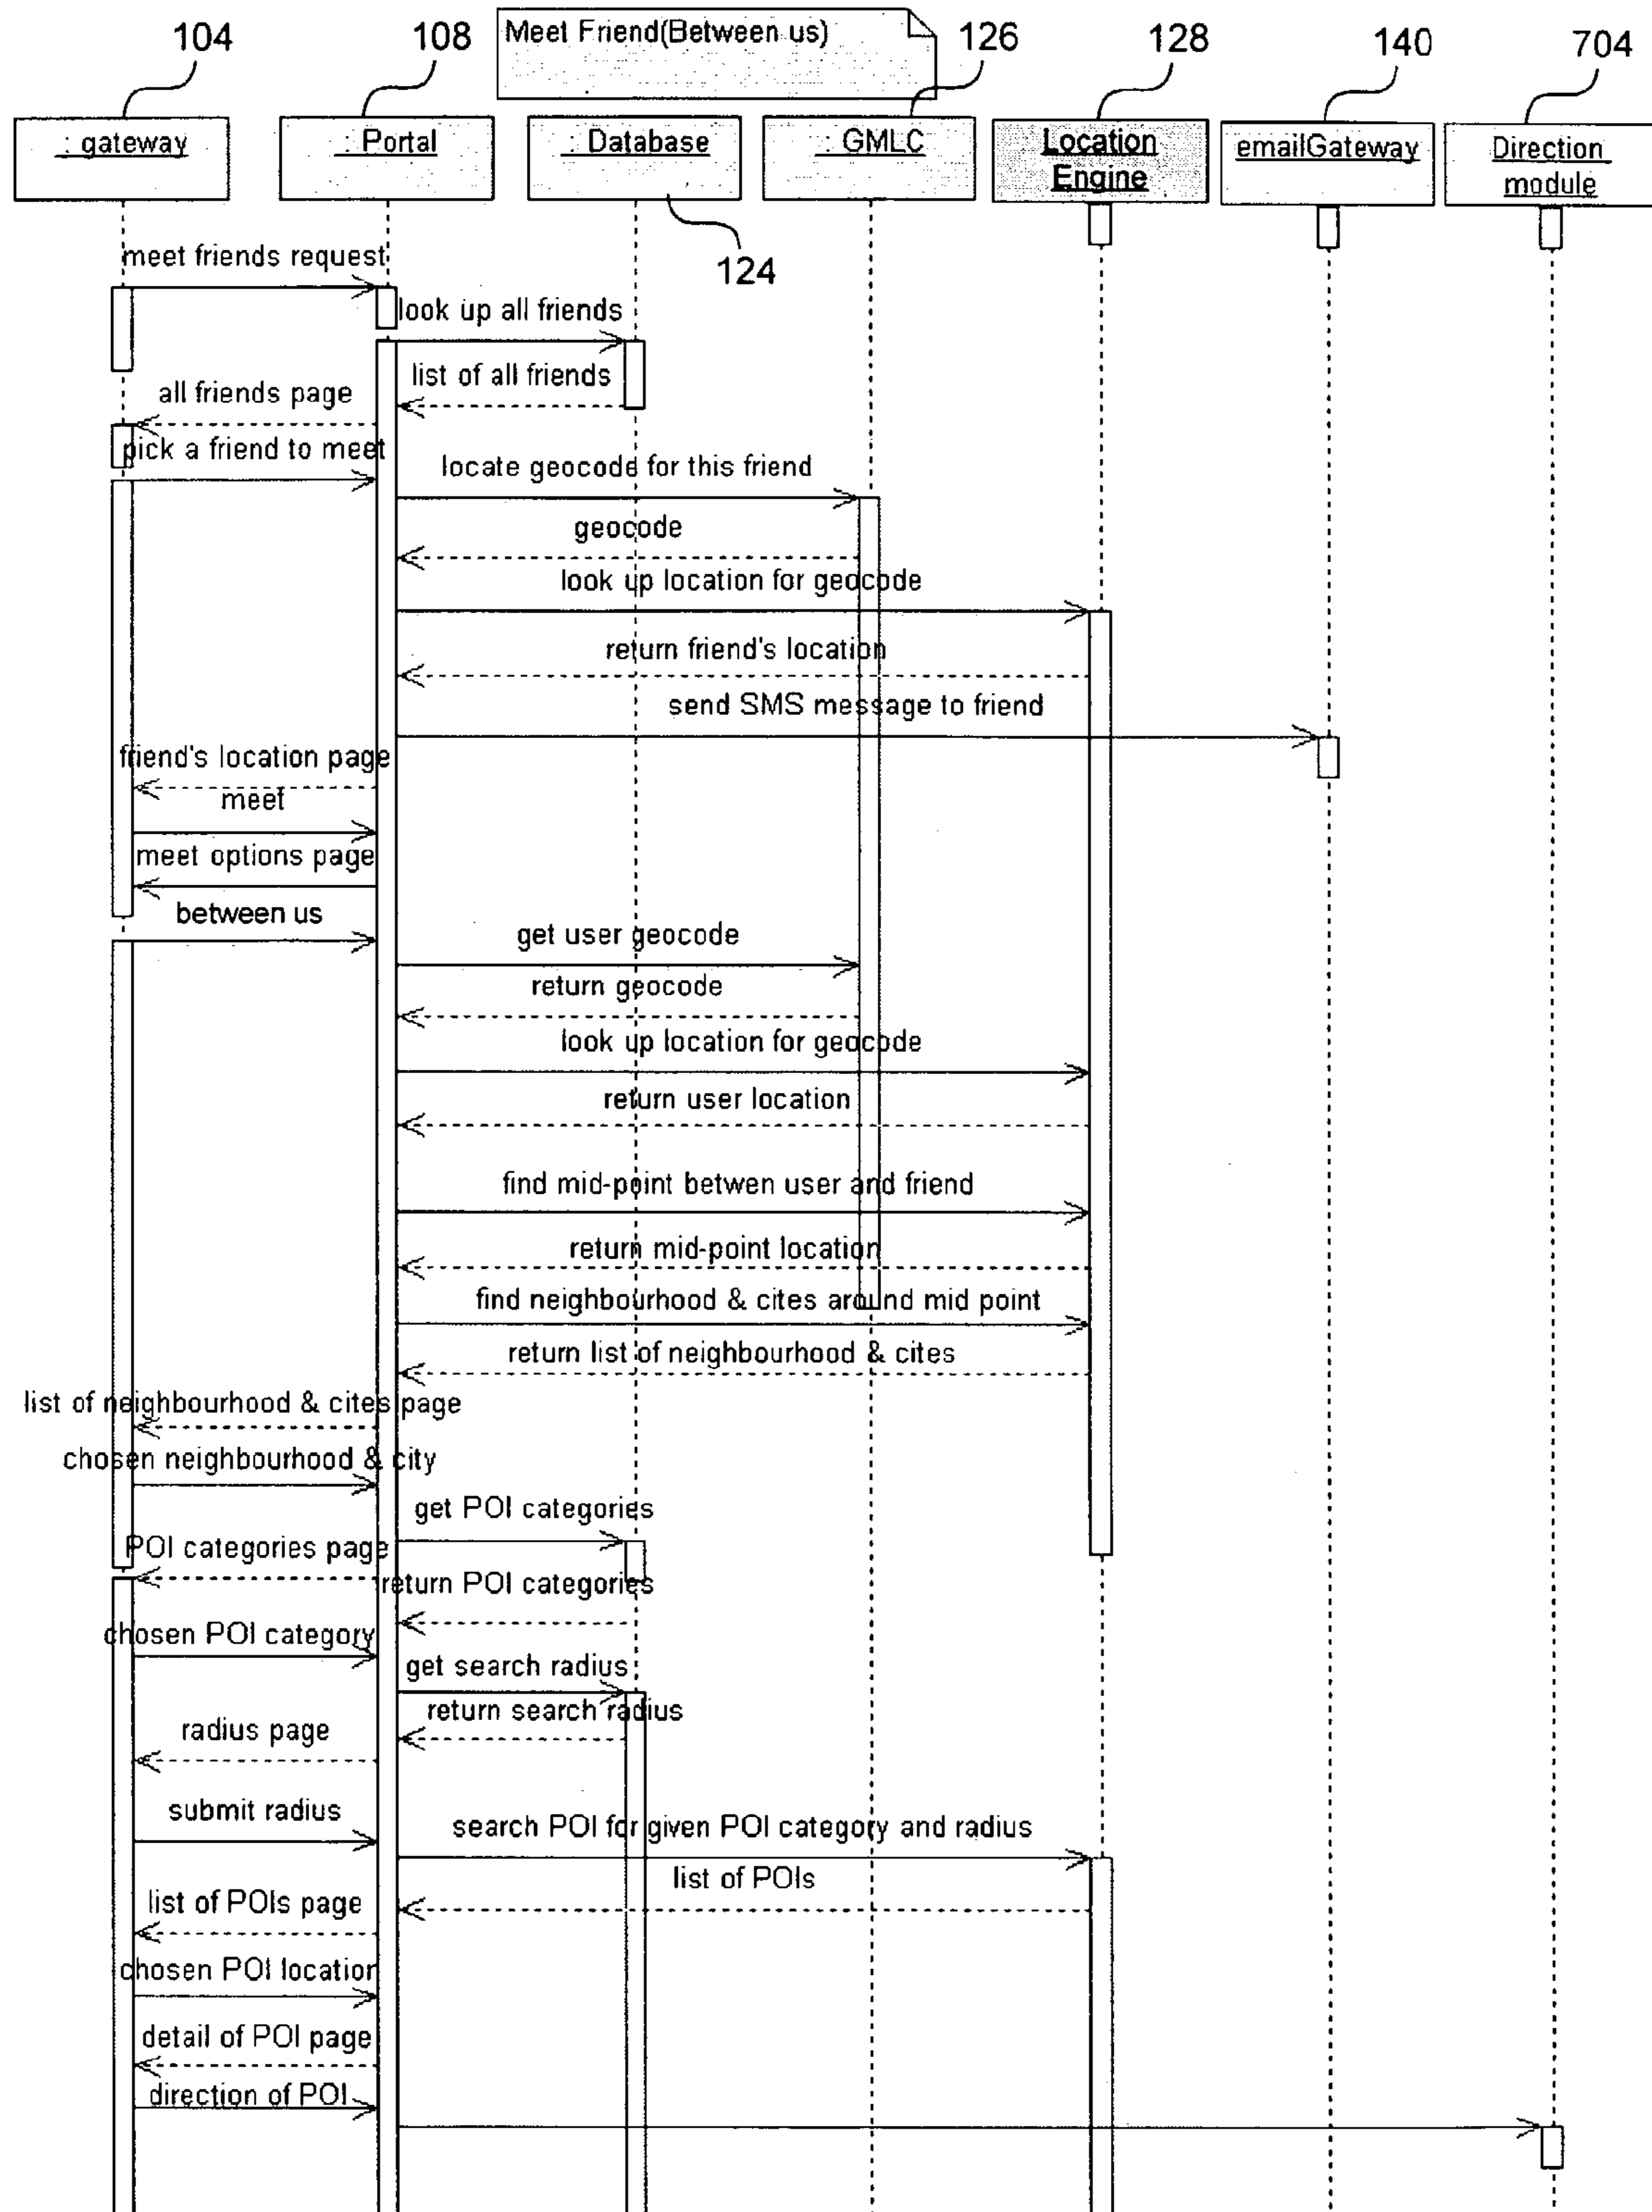 104
108
Meet Friend(Between us)
126
128
140
704
: gateway
: Portal
: Database
: GMLC
Location
Engine
emailGateway
Direction
module
124
meet friends request
look up all friends
list of all friends
all friends page
pick a friend to meet
locate geocode for this friend
geocode
look up location for geocode
return friend's location
send SMS message to friend
friend's location page
meet
meet options page
between us
get user geocode
return geocode
look up location for geocode
return user location
find mid-point betwen user and friend
return mid-point location
find neighbourhood & cites around mid point
return list of neighbourhood & cites
list of neighbourhood & cites page
chosen neighbourhood & city
get POI categories
POI categories page
return POI categories
chosen POI category
get search radius
return search radius
radius page
submit radius
search POI for given POI category and radius
list of POIs
list of POIs page
chosen POI location
detail of POI page
direction of POI